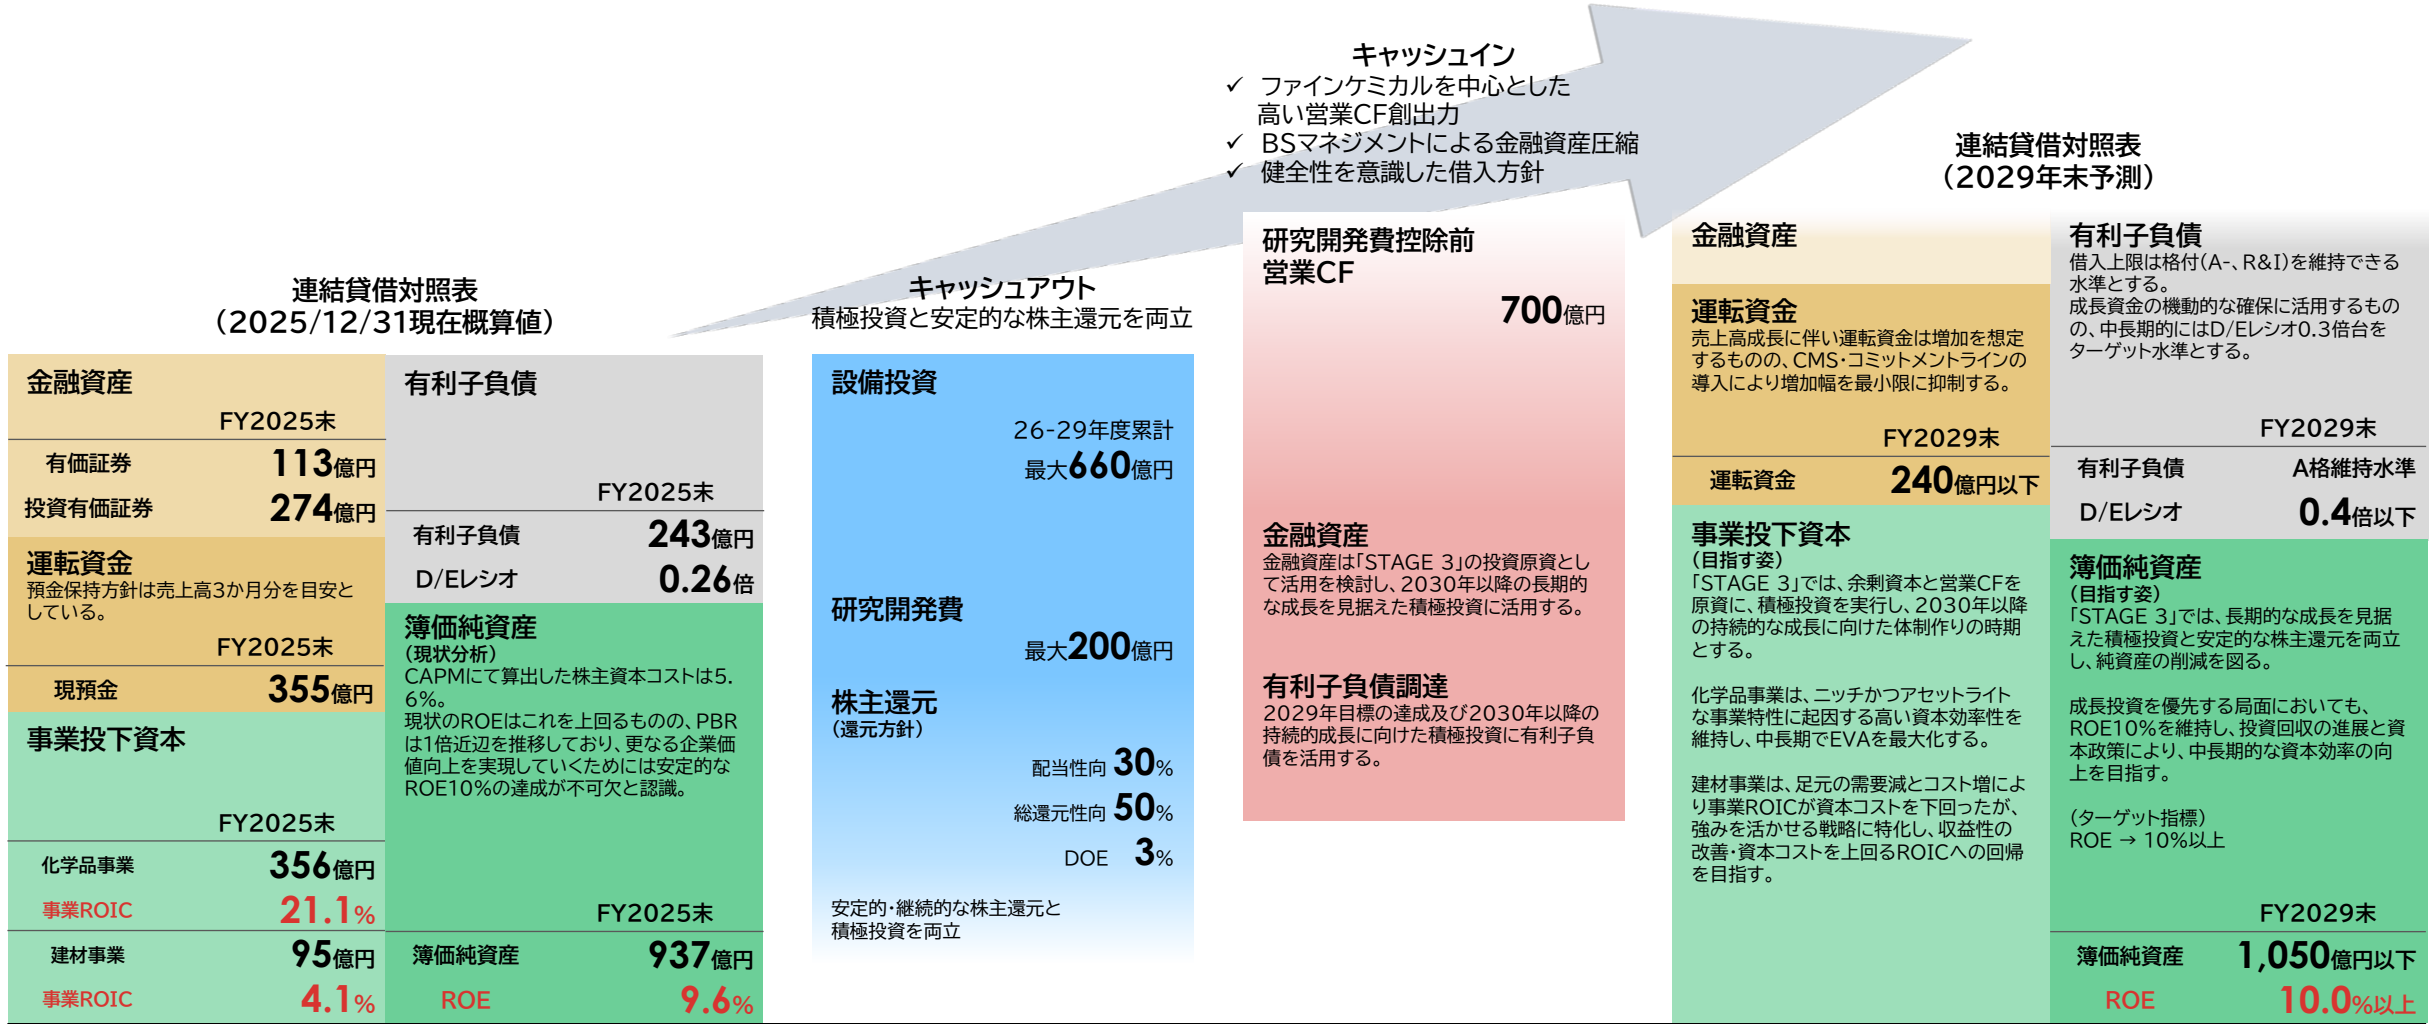 連結貸借対照表
（2025/12/31現在概算値）
金融資産
FY2025末
有価証券 113億円
投資有価証券 274億円
運転資金
預金保持方針は売上高3か月分を目安と
している。
FY2025末
現預金 355億円
事業投下資本
FY2025末
化学品事業 356億円
事業ROIC 21.1%
建材事業 95億円
事業ROIC 4.1%
有利子負債
FY2025末
有利子負債 243億円
D/Eレシオ 0.26倍
簿価純資産
（現状分析）
CAPMにて算出した株主資本コストは5.
6%。
現状のROEはこれを上回るものの、PBR
は1倍近辺を推移しており、更なる企業価
値向上を実現していくためには安定的な
ROE10%の達成が不可欠と認識。
FY2025末
簿価純資産 937億円
ROE 9.6%
キャッシュアウト
積極投資と安定的な株主還元を両立
設備投資
26-29年度累計
最大660億円
研究開発費
最大200億円
株主還元
（還元方針）
配当性向 30%
総還元性向 50%
DOE 3%
安定的・継続的な株主還元と
積極投資を両立
キャッシュイン
✓ ファインケミカルを中心とした
高い営業CF創出力
✓ BSマネジメントによる金融資産圧縮
✓ 健全性を意識した借入方針
研究開発費控除前
営業CF
700億円
金融資産
金融資産は「STAGE 3」の投資原資とし
て活用を検討し、2030年以降の長期的
な成長を見据えた積極投資に活用する。
有利子負債調達
2029年目標の達成及び2030年以降の
持続的成長に向けた積極投資に有利子負
債を活用する。
連結貸借対照表
（2029年末予測）
金融資産
運転資金
売上高成長に伴い運転資金は増加を想定
するものの、CMS・コミットメントラインの
導入により増加幅を最小限に抑制する。
FY2029末
運転資金 240億円以下
事業投下資本
（目指す姿）
「STAGE 3」では、余剰資本と営業CFを
原資に、積極投資を実行し、2030年以降
の持続的な成長に向けた体制作りの時期
とする。
化学品事業は、ニッチかつアセットライト
な事業特性に起因する高い資本効率性を
維持し、中長期でEVAを最大化する。
建材事業は、足元の需要減とコスト増によ
り事業ROICが資本コストを下回ったが、
強みを活かせる戦略に特化し、収益性の
改善・資本コストを上回るROICへの回帰
を目指す。
有利子負債
借入上限は格付（A-、R&I）を維持できる
水準とする。
成長資金の機動的な確保に活用するもの
の、中長期的にはD/Eレシオ0.3倍台を
ターゲット水準とする。
FY2029末
有利子負債 A格維持水準
D/Eレシオ 0.4倍以下
簿価純資産
（目指す姿）
「STAGE 3」では、長期的な成長を見据
えた積極投資と安定的な株主還元を両立
し、純資産の削減を図る。
成長投資を優先する局面においても、
ROE10%を維持し、投資回収の進展と資
本政策により、中長期的な資本効率の向
上を目指す。
（ターゲット指標）
ROE → 10%以上
FY2029末
簿価純資産 1,050億円以下
ROE 10.0%以上